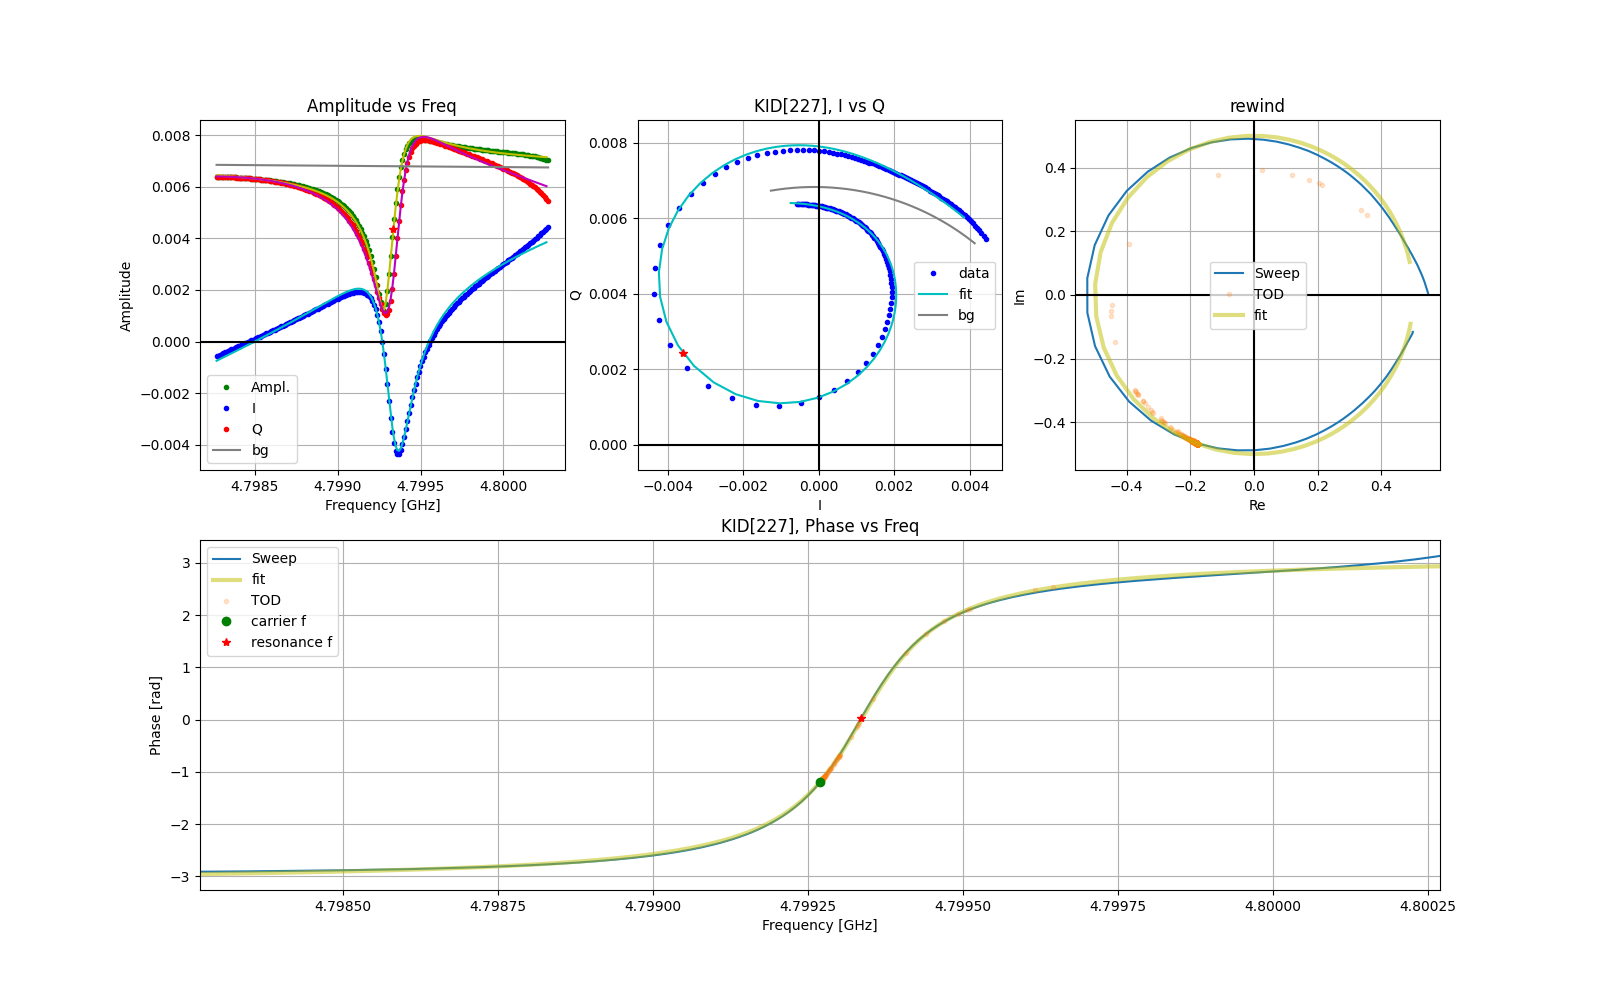 Amplitude vs Freq
KID[227], I vs Q
rewind
0.008
0.006
0.004
0.002
0.000
−0.002
−0.004
Amplitude
Ampl.
I
Q
bg
4.7985
4.7990
4.7995
4.8000
Frequency [GHz]
0.008
0.006
0.004
0.002
0.000
Q
data
fit
bg
−0.004
−0.002
0.000
0.002
0.004
I
0.4
0.2
0.0
−0.2
−0.4
Im
Sweep
TOD
fit
−0.4
−0.2
0.0
0.2
0.4
Re
KID[227], Phase vs Freq
3
2
1
0
−1
−2
−3
Phase [rad]
Sweep
fit
TOD
carrier f
resonance f
4.79850
4.79875
4.79900
4.79925
4.79950
4.79975
4.80000
4.80025
Frequency [GHz]